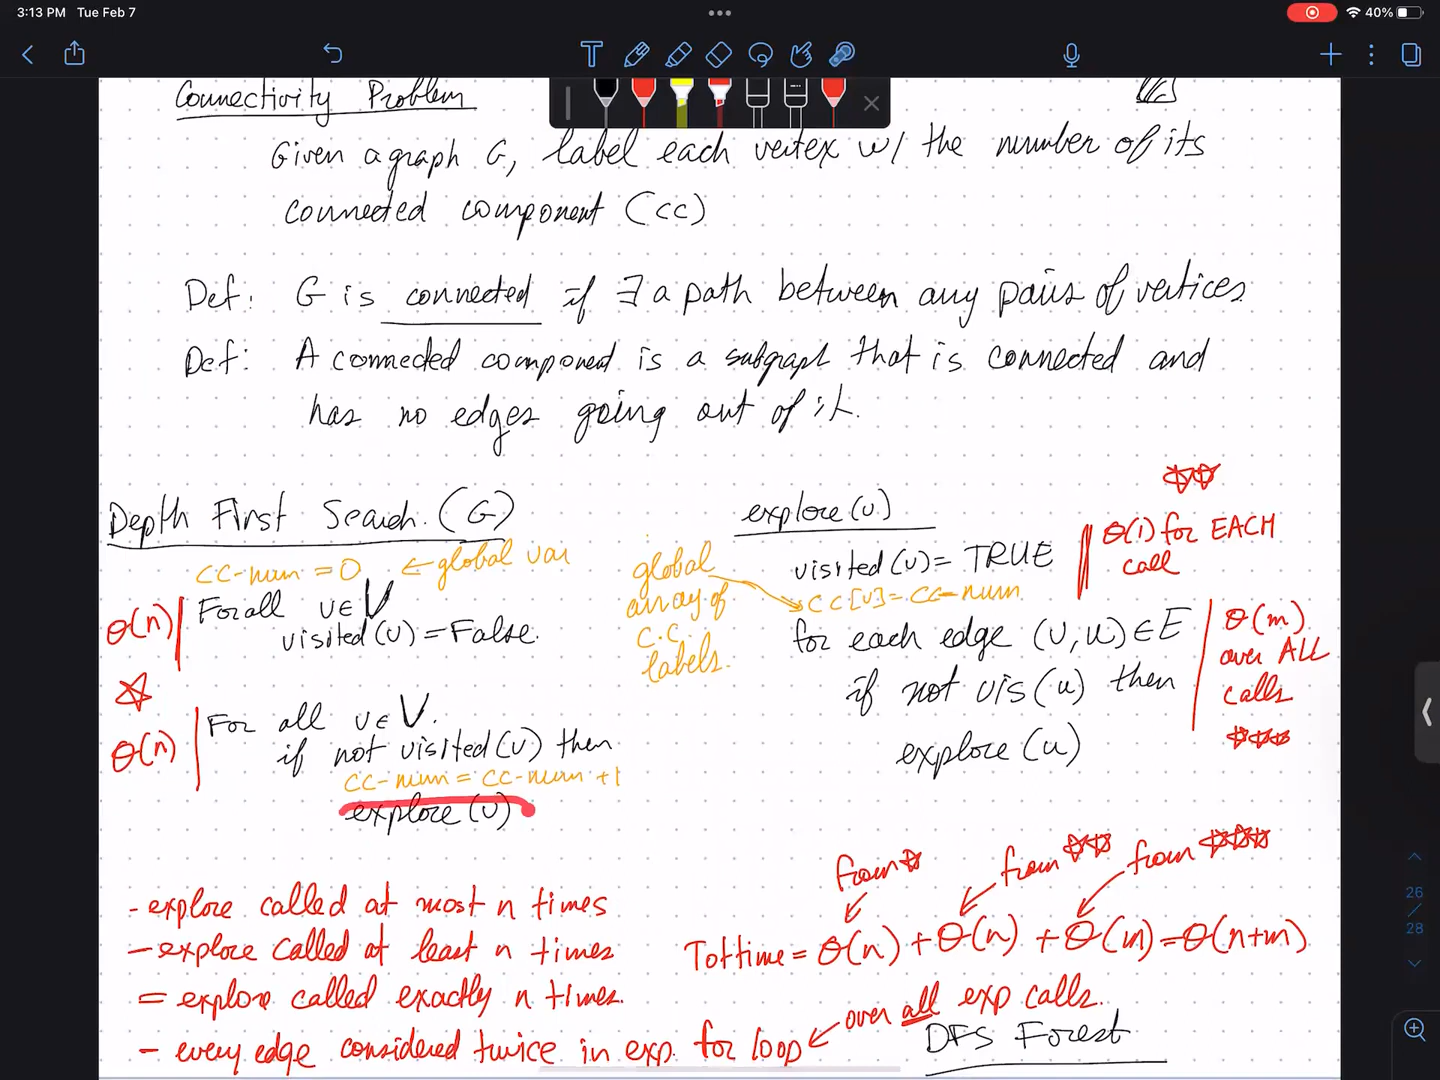 3:13 PM Tue Feb 7
40%
Connectivity Problem
Given a graph G, label each vertex w/ the number of its
connected component (cc)
Def: G is connected if ∃ a path between any pairs of vertices
Def: A connected component is a subgraph that is connected and
has no edges going out of it.
Depth First Search (G)
cc-num = 0 ← global var
For all v∈V
visited(v) = False.
Θ(n)
☆
For all v∈V.
if not visited(v) then
cc-num = cc-num +1
explore(v)
Θ(n)
explore(v)
visited(v) = TRUE
cc[v] = cc-num
for each edge (v,u) ∈ E
if not vis(u) then
explore(u)
global
array of
c.c.
labels.
☆☆
Θ(1) for EACH
call
Θ(m)
over ALL
calls
☆☆☆
- explore called at most n times
- explore called at least n times
= explore called exactly n times.
- every edge considered twice in exp. for loop
← over all exp calls.
from ☆
from ☆☆
from ☆☆☆
Tot time = Θ(n) + Θ(n) + Θ(m) = Θ(n+m)
DFS Forest
26
/
28